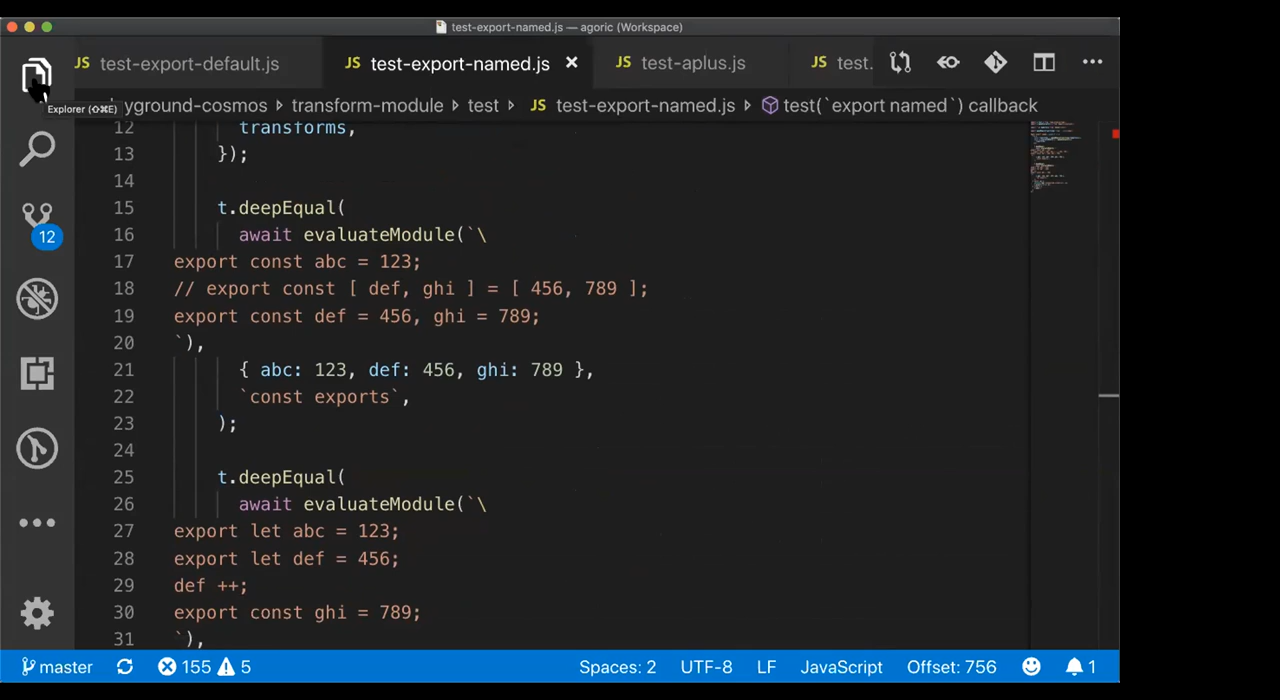 test-export-named.js — agoric (Workspace)
JS test-export-default.js JS test-export-named.js × JS test-aplus.js JS test.
Explorer (⇧⌘E)
yground-cosmos ▸ transform-module ▸ test ▸ JS test-export-named.js ▸ test(`export named`) callback
12 transforms,
13 });
14
15 t.deepEqual(
16 await evaluateModule(`\
17 export const abc = 123;
18 // export const [ def, ghi ] = [ 456, 789 ];
19 export const def = 456, ghi = 789;
20 `),
21 { abc: 123, def: 456, ghi: 789 },
22 `const exports`,
23 );
24
25 t.deepEqual(
26 await evaluateModule(`\
27 export let abc = 123;
28 export let def = 456;
29 def ++;
30 export const ghi = 789;
31 `),
12
master 155 5 Spaces: 2 UTF-8 LF JavaScript Offset: 756 1